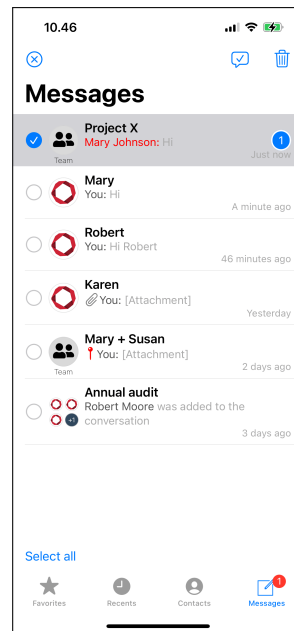 10.46
Messages
Project X
Mary Johnson: Hi
1
Just now
Team
Mary
You: Hi
A minute ago
Robert
You: Hi Robert
46 minutes ago
Karen
You: [Attachment]
Yesterday
Mary + Susan
You: [Attachment]
Team
2 days ago
Annual audit
Robert Moore was added to the
+1
conversation
3 days ago
Select all
1
Favorites Recents Contacts Messages